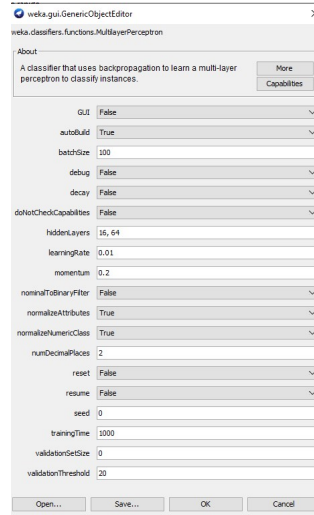 weka.gui.GenericObjectEditor
weka.classifiers.functions.MultilayerPerceptron
About
A classifier that uses backpropagation to learn a multi-layer
perceptron to classify instances.
More
Capabilities
GUI False
autoBuild True
batchSize 100
debug False
decay False
doNotCheckCapabilities False
hiddenLayers 16, 64
learningRate 0.01
momentum 0.2
nominalToBinaryFilter False
normalizeAttributes True
normalizeNumericClass True
numDecimalPlaces 2
reset False
resume False
seed 0
trainingTime 1000
validationSetSize 0
validationThreshold 20
Open... Save... OK Cancel